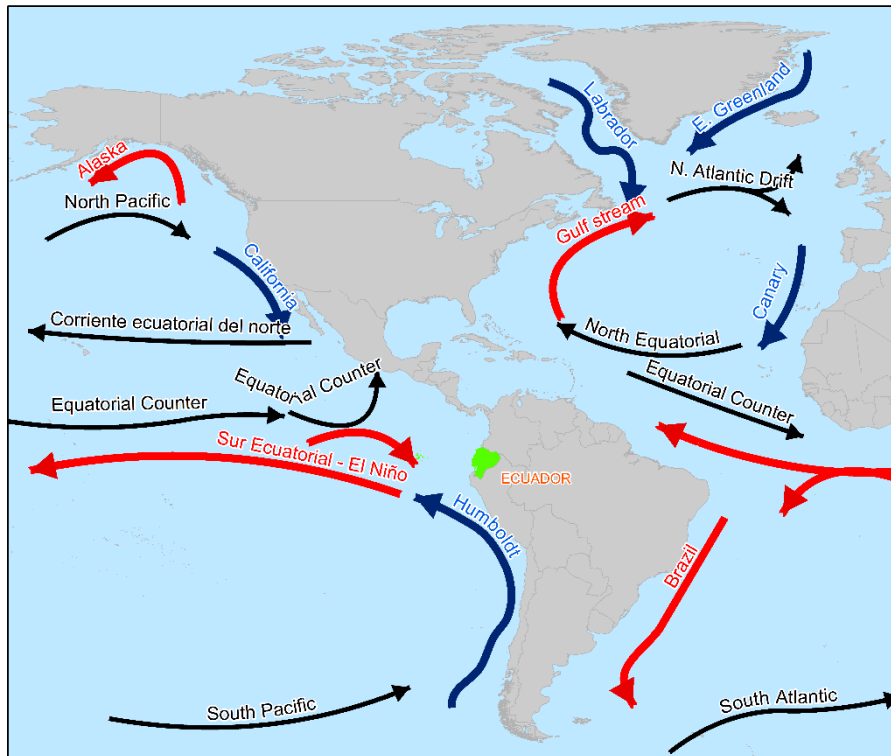 Labrador
E. Greenland
Alaska
N. Atlantic Drift
North Pacific
Gulf stream
California
Canary
Corriente ecuatorial del norte
North Equatorial
Equatorial Counter
Equatorial Counter
Equatorial Counter
Sur Ecuatorial - El Niño
ECUADOR
Humboldt
Brazil
South Pacific
South Atlantic